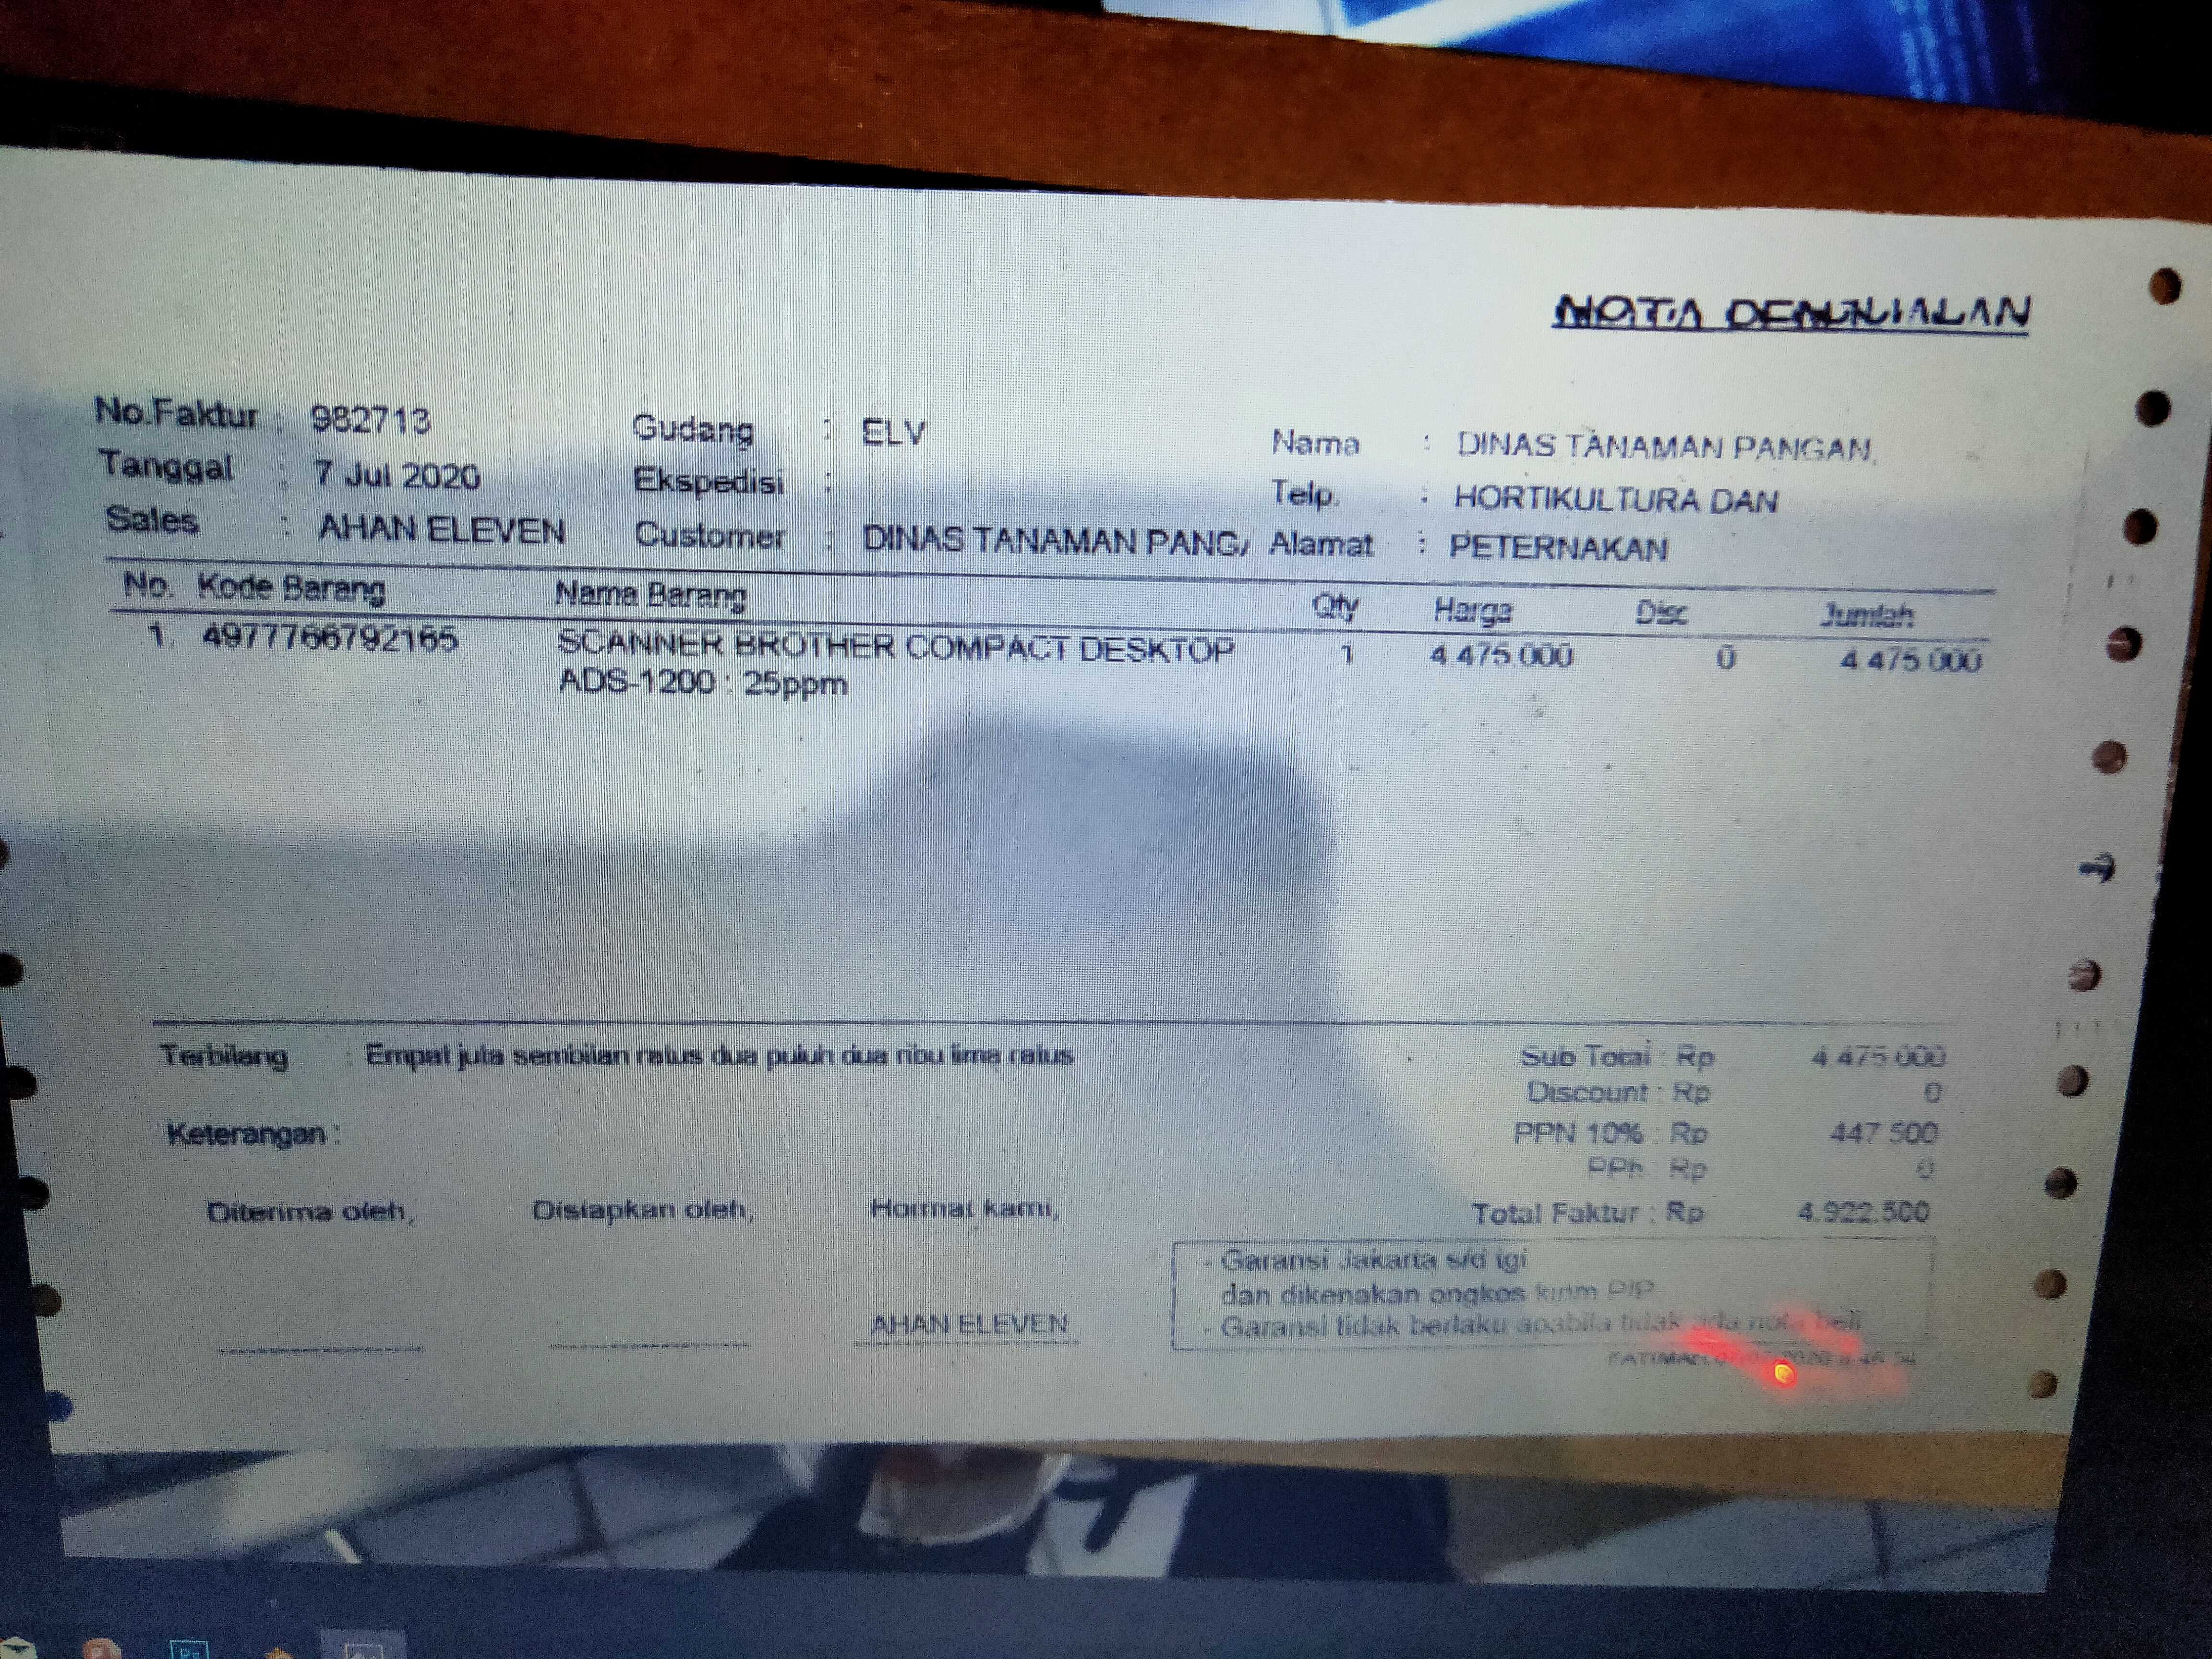 NOTA PENJUALAN
No.Faktur : 982713 Gudang : ELV Nama : DINAS TANAMAN PANGAN,
Tanggal : 7 Jul 2020 Ekspedisi : Telp. : HORTIKULTURA DAN
Sales : AHAN ELEVEN Customer : DINAS TANAMAN PANGA Alamat : PETERNAKAN
No. Kode Barang Nama Barang Qty Harga Disc Jumlah
1. 4977766792165 SCANNER BROTHER COMPACT DESKTOP 1 4.475.000 0 4.475.000
ADS-1200 : 25ppm
Terbilang : Empat juta sembilan ratus dua puluh dua ribu lima ratus Sub Total : Rp 4.475.000
Discount : Rp 0
Keterangan : PPN 10% : Rp 447.500
PPh : Rp 0
Diterima oleh, Disiapkan oleh, Hormat kami, Total Faktur : Rp 4.922.500
- Garansi Jakarta s/d tgl
dan dikenakan ongkos kirim P/P
AHAN ELEVEN - Garansi tidak berlaku apabila tidak ada nota beli
FATIMAH